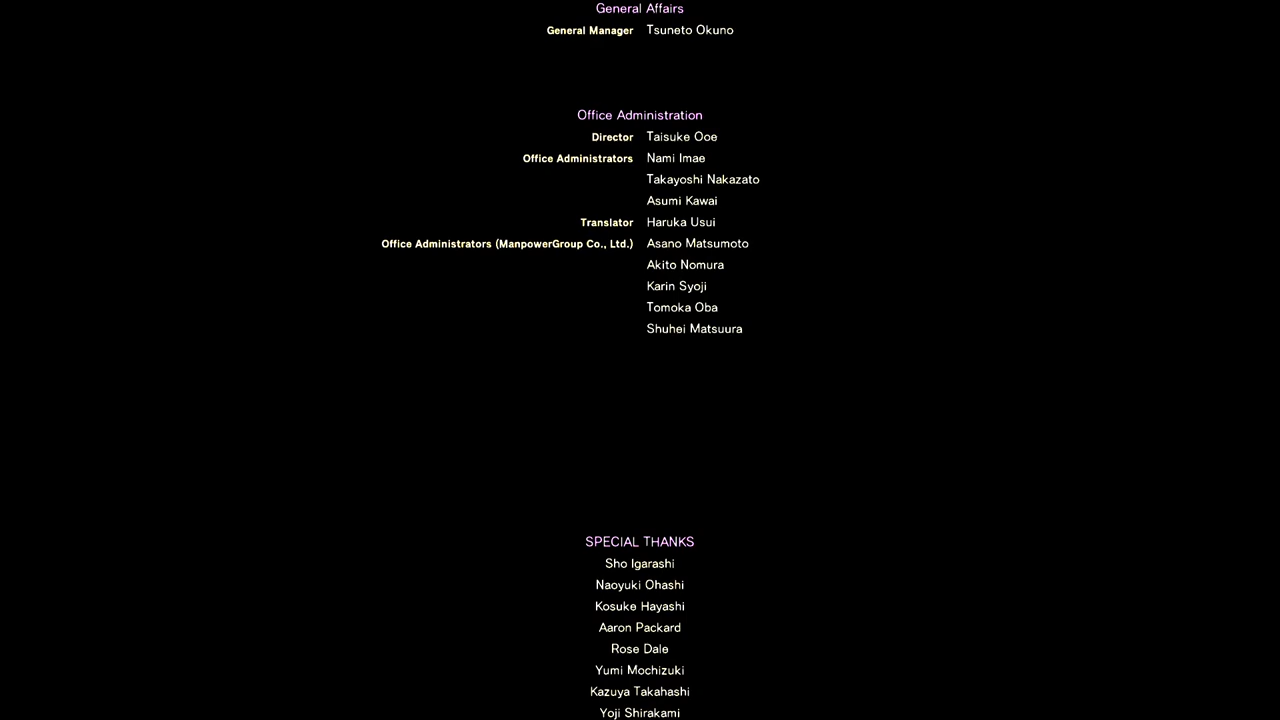 General Affairs
General Manager Tsuneto Okuno
Office Administration
Director Taisuke Ooe
Office Administrators Nami Imae
Takayoshi Nakazato
Asumi Kawai
Translator Haruka Usui
Office Administrators (ManpowerGroup Co., Ltd.) Asano Matsumoto
Akito Nomura
Karin Syoji
Tomoka Oba
Shuhei Matsuura
SPECIAL THANKS
Sho Igarashi
Naoyuki Ohashi
Kosuke Hayashi
Aaron Packard
Rose Dale
Yumi Mochizuki
Kazuya Takahashi
Yoji Shirakami